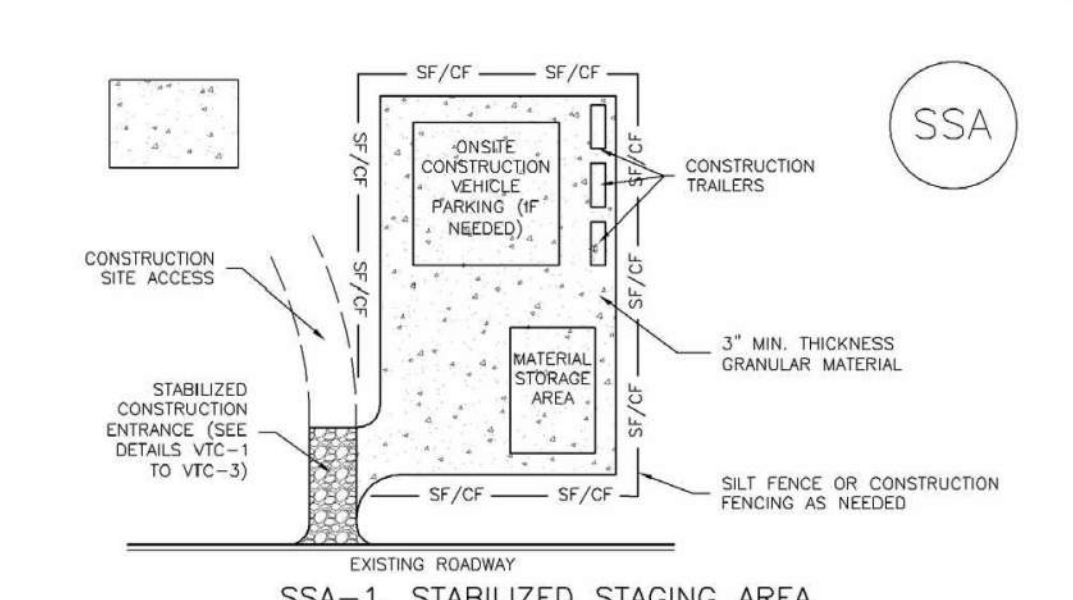 SF/CF SF/CF
SSA
SF/CF
SF/CF
ONSITE
CONSTRUCTION
VEHICLE
PARKING (IF
NEEDED)
CONSTRUCTION
TRAILERS
CONSTRUCTION
SITE ACCESS
SF/CF
SF/CF
3" MIN. THICKNESS
GRANULAR MATERIAL
MATERIAL
STORAGE
AREA
STABILIZED
CONSTRUCTION
ENTRANCE (SEE
DETAILS VTC-1
TO VTC-3)
SF/CF
SF/CF SF/CF
SILT FENCE OR CONSTRUCTION
FENCING AS NEEDED
EXISTING ROADWAY
SSA-1. STABILIZED STAGING AREA